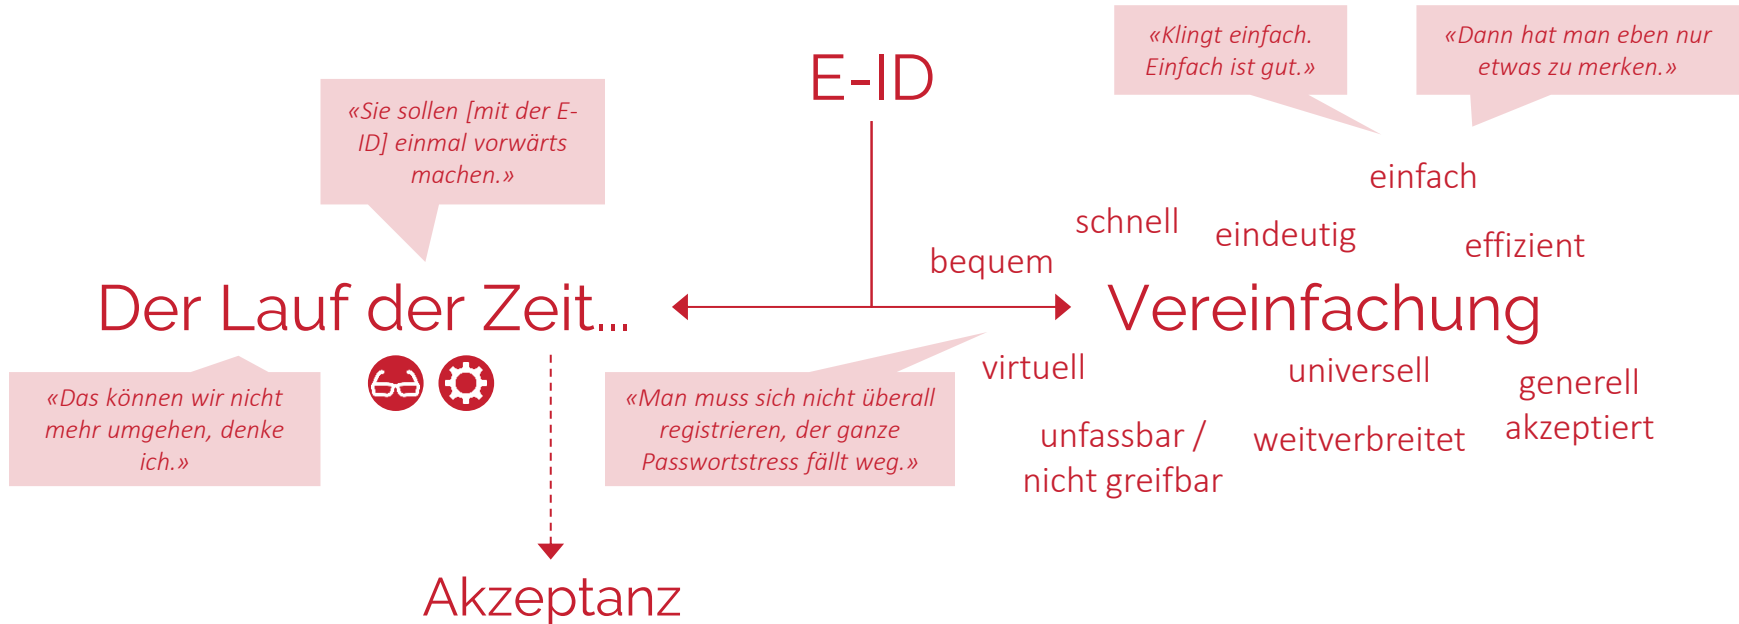 E-ID
«Klingt einfach.
Einfach ist gut.»
«Dann hat man eben nur
etwas zu merken.»
«Sie sollen [mit der E-
ID] einmal vorwärts
machen.»
einfach
schnell
eindeutig
effizient
bequem
Der Lauf der Zeit...
Vereinfachung
«Das können wir nicht
mehr umgehen, denke
ich.»
«Man muss sich nicht überall
registrieren, der ganze
Passwortstress fällt weg.»
virtuell
universell
generell
akzeptiert
unfassbar /
nicht greifbar
weitverbreitet
Akzeptanz